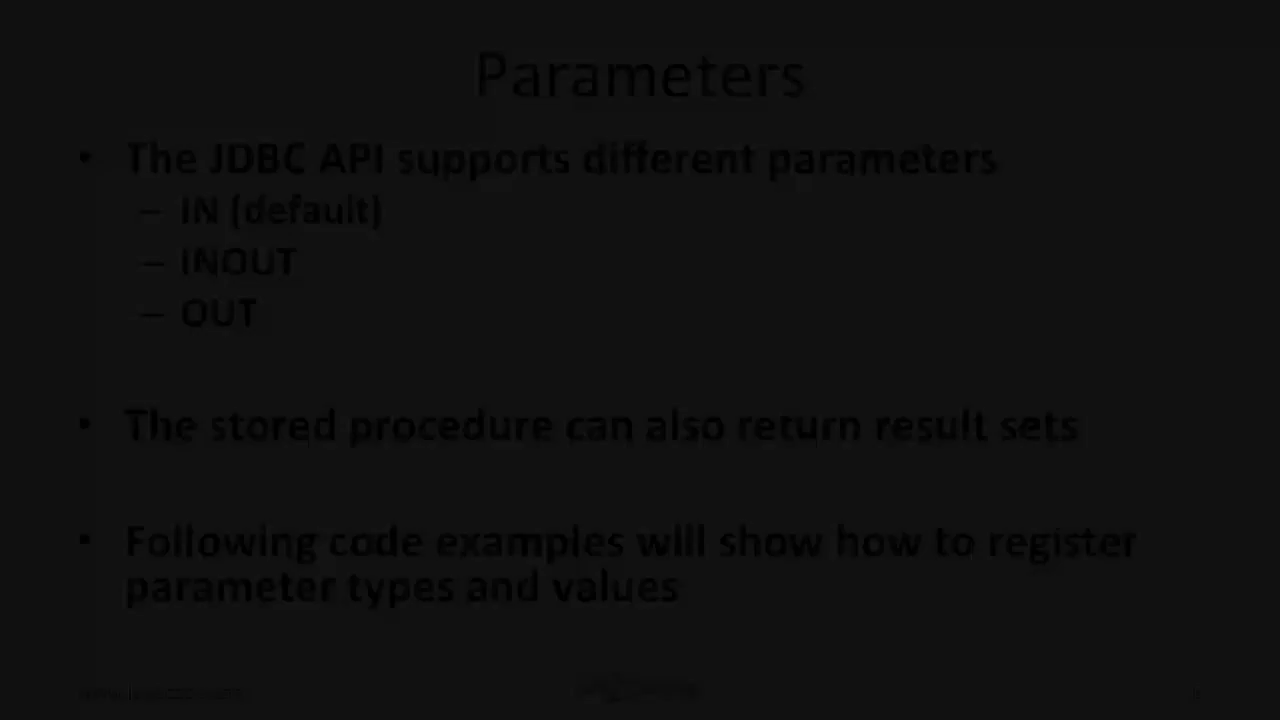 Parameters
• The JDBC API supports different parameters
– IN (default)
– INOUT
– OUT
• The stored procedure can also return result sets
• Following code examples will show how to register
parameter types and values